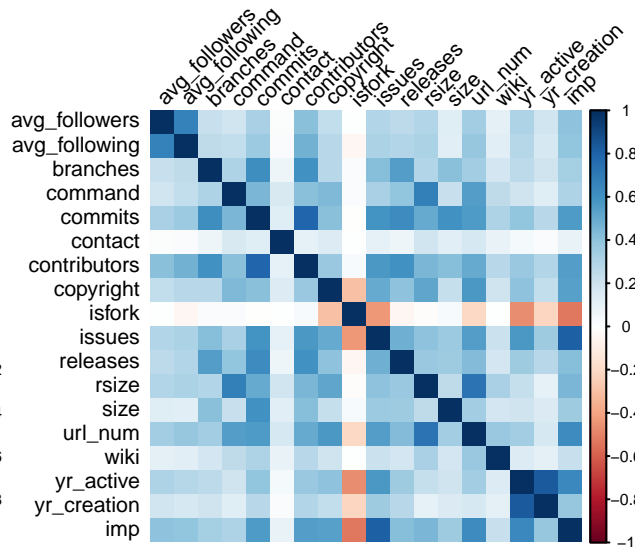 avg_followers
avg_following
branches
command
commits
contact
contributors
copyright
isfork
issues
releases
rsize
size
url_num
wiki
yr_active
yr_creation
imp
avg_followers
avg_following
branches
command
commits
contact
contributors
copyright
isfork
issues
releases
rsize
size
url_num
wiki
yr_active
yr_creation
imp
1
0.8
0.6
0.4
0.2
0
−0.2
−0.4
−0.6
−0.8
−1